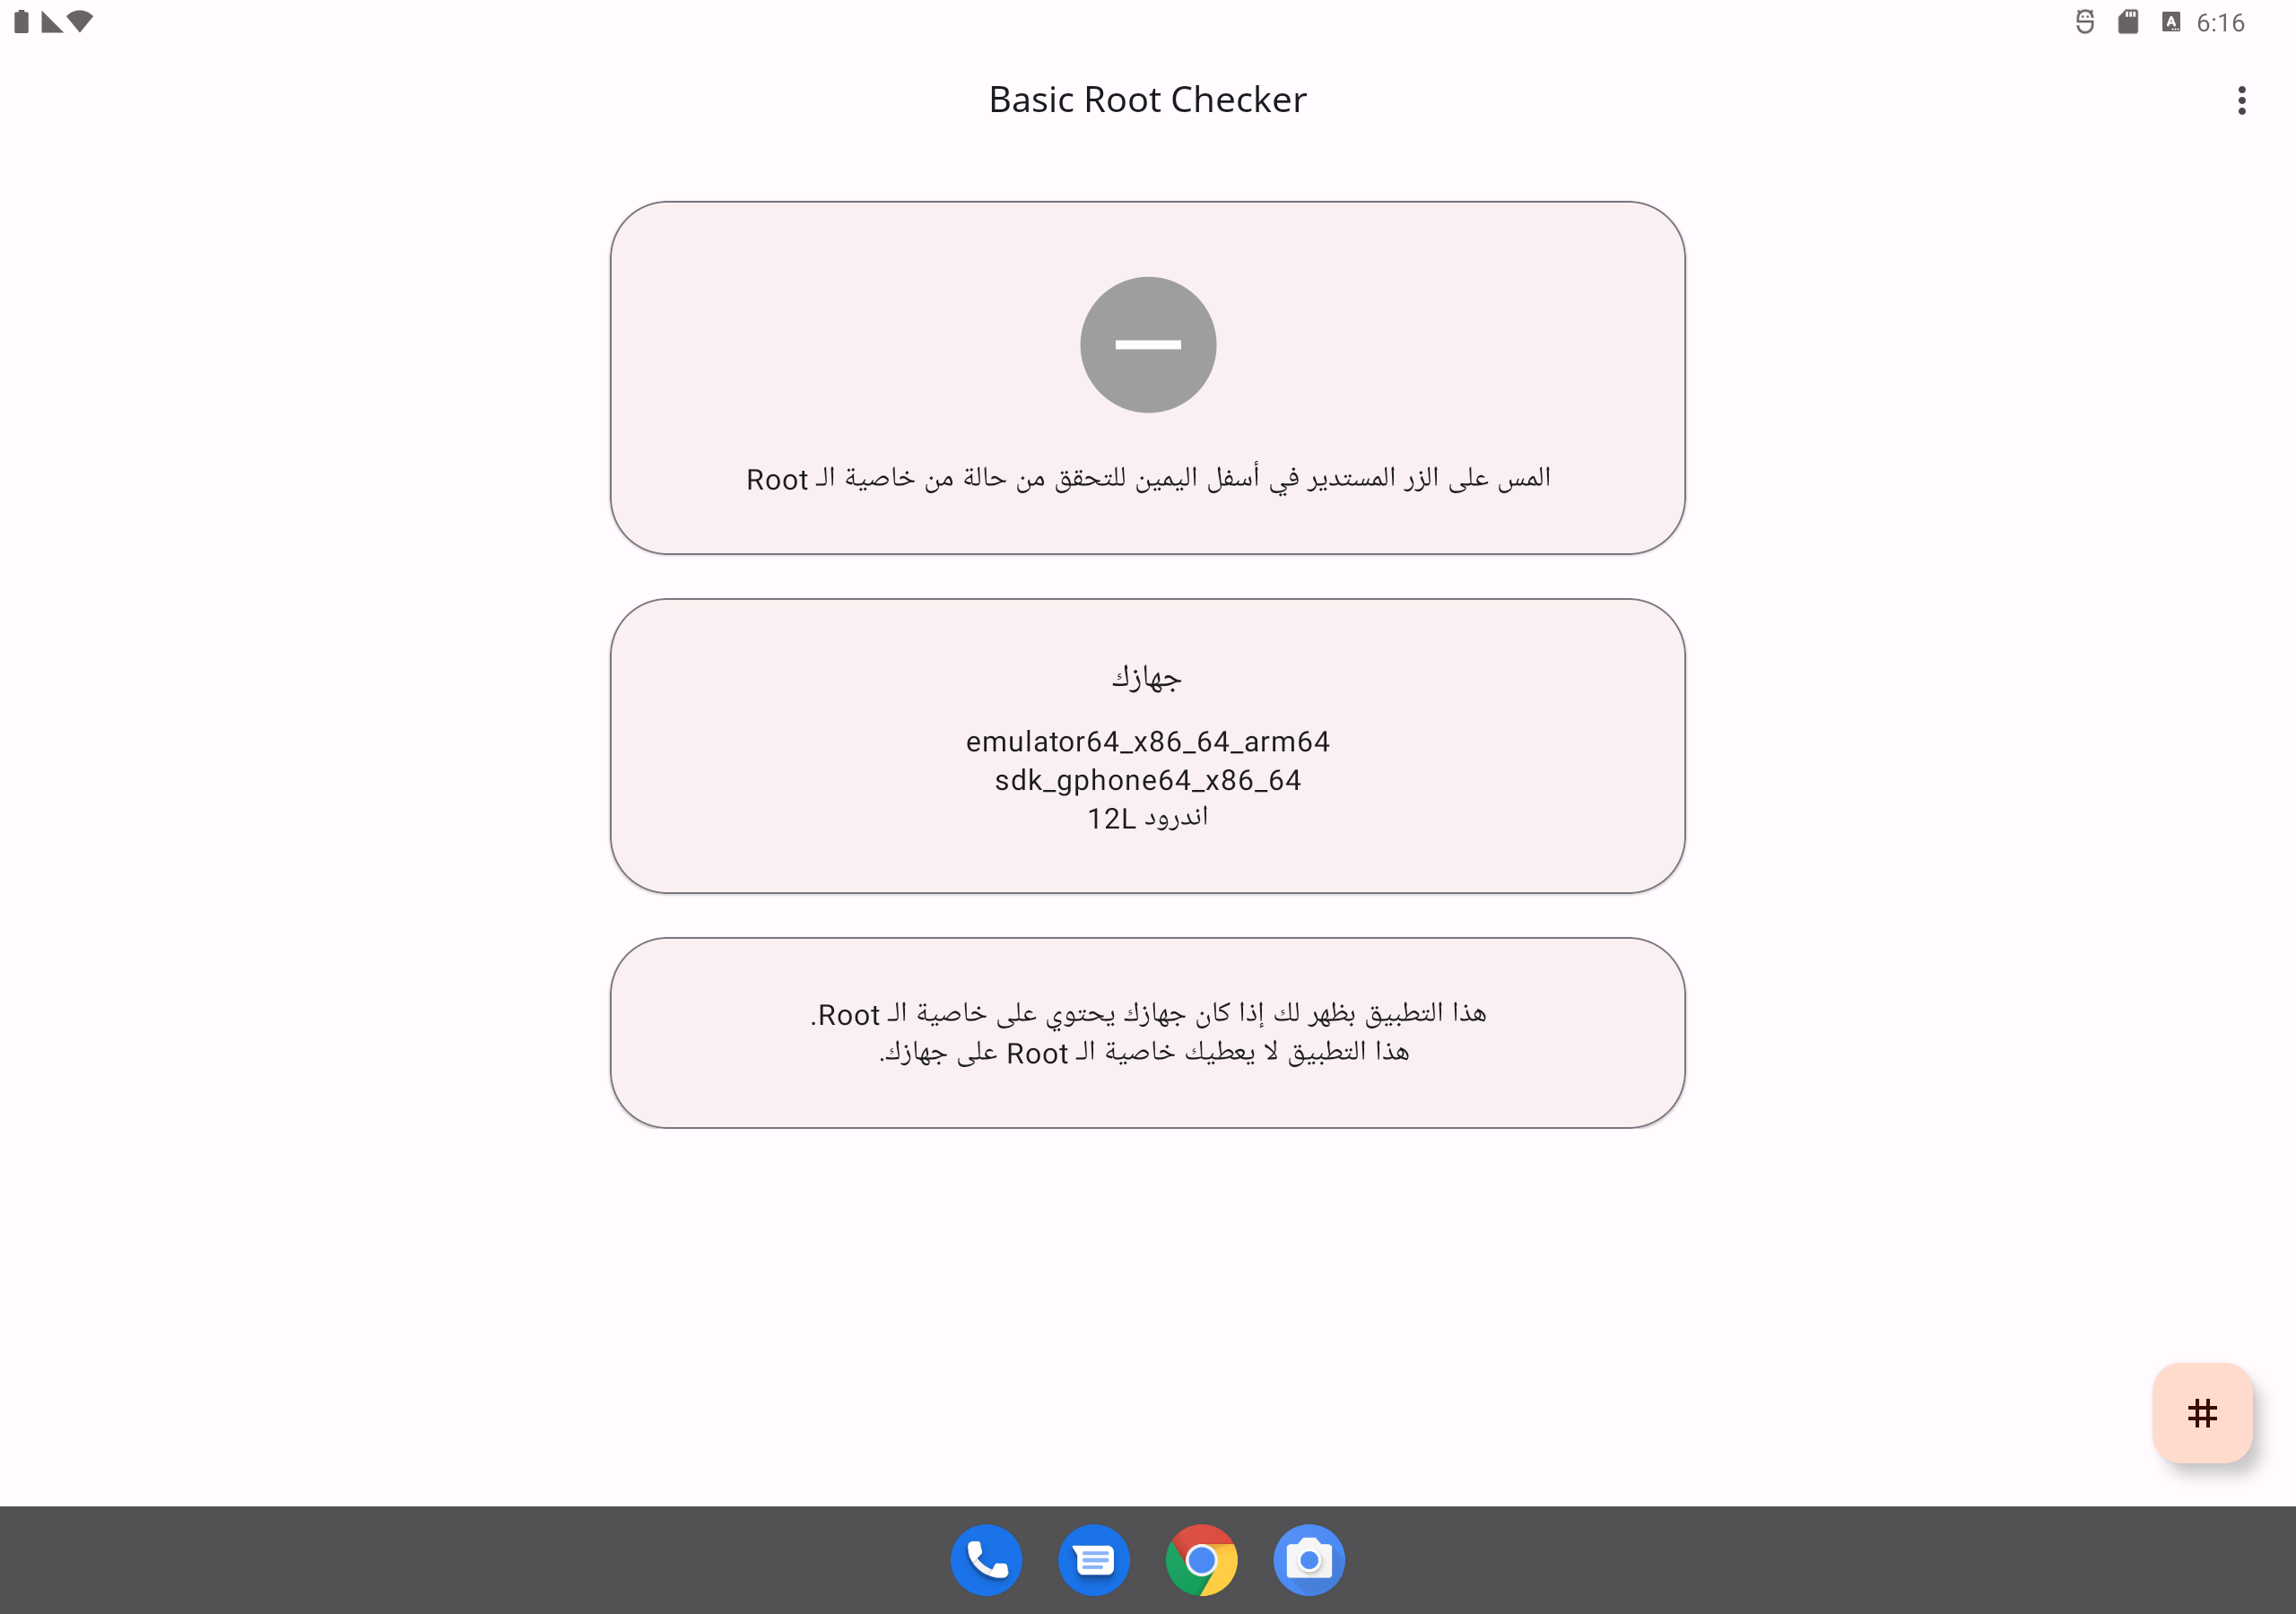 6:16
Basic Root Checker
المس على الزر المستدير في أسفل اليمين للتحقق من حالة من خاصية الـ Root
جهازك
emulator64_x86_64_arm64
sdk_gphone64_x86_64
اندرود 12L
هذا التطبيق بظهر لك إذا كان جهازك يحتوي على خاصية الـ Root.
هذا التطبيق لا يعطيك خاصية الـ Root على جهازك.